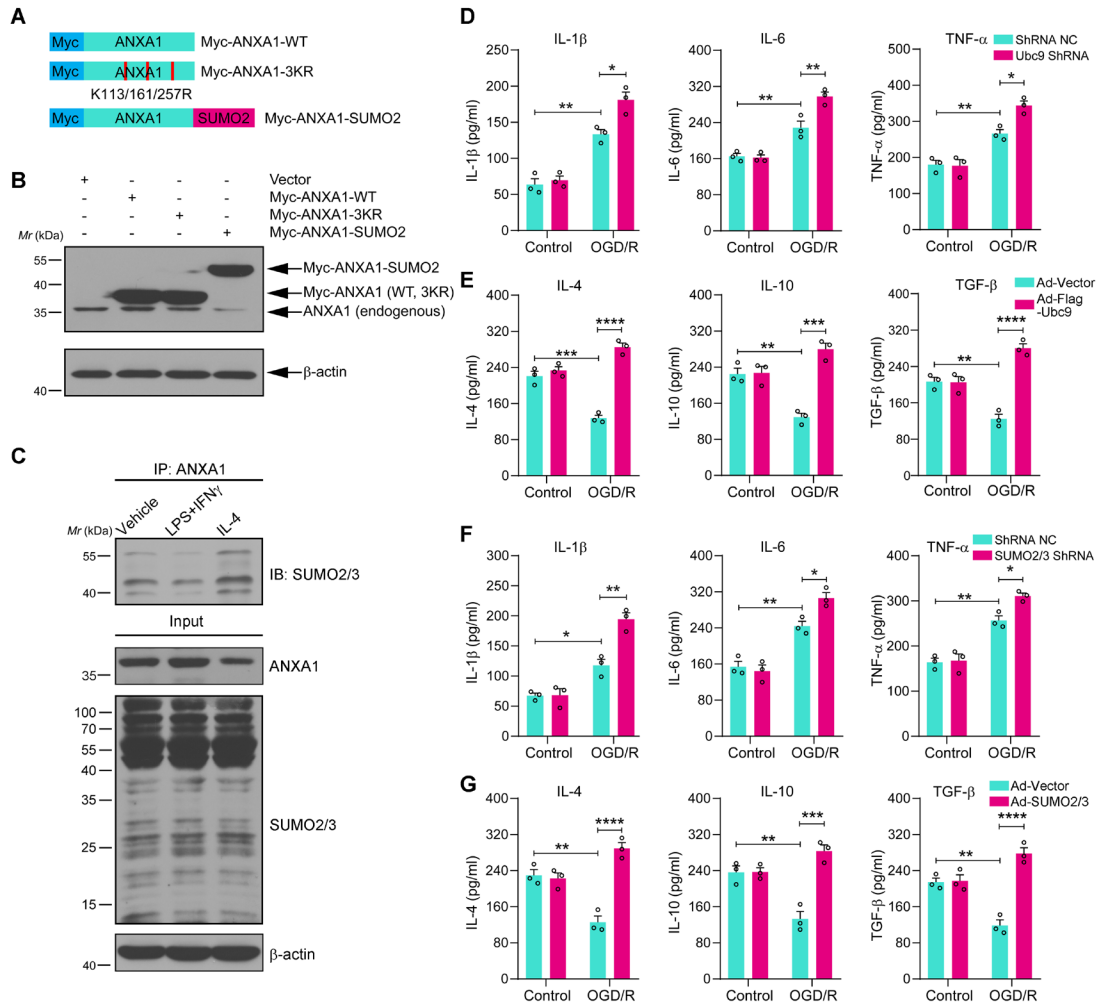 A
Myc ANXA1 Myc-ANXA1-WT
Myc ANXA1 Myc-ANXA1-3KR
K113/161/257R
Myc ANXA1 SUMO2 Myc-ANXA1-SUMO2
B
+ - - - Vector
- + - - Myc-ANXA1-WT
- - + - Myc-ANXA1-3KR
- - - + Myc-ANXA1-SUMO2
Mr (kDa)
55
Myc-ANXA1-SUMO2
40
Myc-ANXA1 (WT, 3KR)
35
ANXA1 (endogenous)
β-actin
40
C
IP: ANXA1
Vehicle LPS+IFNγ IL-4
Mr (kDa)
55
IB: SUMO2/3
40
Input
ANXA1
35
100
70
55
40
35
SUMO2/3
25
15
β-actin
40
D
ShRNA NC
Ubc9 ShRNA
IL-1β
IL-1β (pg/ml)
250
200
150
100
50
0
** *
Control OGD/R
IL-6
IL-6 (pg/ml)
400
320
240
160
80
0
** **
Control OGD/R
TNF-α
TNF-α (pg/ml)
500
400
300
200
100
0
** *
Control OGD/R
E
Ad-Vector
Ad-Flag
-Ubc9
IL-4
IL-4 (pg/ml)
400
320
240
160
80
0
*** ****
Control OGD/R
IL-10
IL-10 (pg/ml)
400
320
240
160
80
0
** ***
Control OGD/R
TGF-β
TGF-β (pg/ml)
400
320
240
160
80
0
** ****
Control OGD/R
F
ShRNA NC
SUMO2/3 ShRNA
IL-1β
IL-1β (pg/ml)
300
250
200
150
100
50
0
* **
Control OGD/R
IL-6
IL-6 (pg/ml)
400
320
240
160
80
0
** *
Control OGD/R
TNF-α
TNF-α (pg/ml)
400
300
200
100
0
** *
Control OGD/R
G
Ad-Vector
Ad-SUMO2/3
IL-4
IL-4 (pg/ml)
400
320
240
160
80
0
** ****
Control OGD/R
IL-10
IL-10 (pg/ml)
400
320
240
160
80
0
** ***
Control OGD/R
TGF-β
TGF-β (pg/ml)
400
320
240
160
80
0
** ****
Control OGD/R